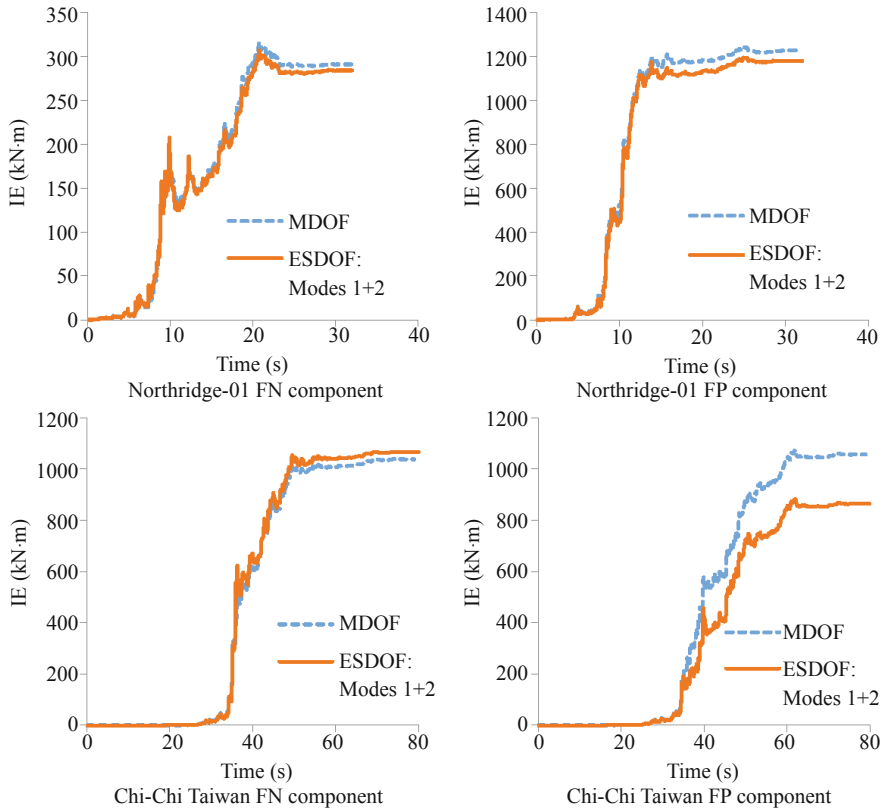 350
300
250
200
150
100
50
0
IE (kN·m)
MDOF
ESDOF:
Modes 1+2
0 10 20 30 40
Time (s)
Northridge-01 FN component
1400
1200
1000
800
600
400
200
0
IE (kN·m)
MDOF
ESDOF:
Modes 1+2
0 10 20 30 40
Time (s)
Northridge-01 FP component
1200
1000
800
600
400
200
0
IE (kN·m)
MDOF
ESDOF:
Modes 1+2
0 20 40 60 80
Time (s)
Chi-Chi Taiwan FN component
1200
1000
800
600
400
200
0
IE (kN·m)
MDOF
ESDOF:
Modes 1+2
0 20 40 60 80
Time (s)
Chi-Chi Taiwan FP component